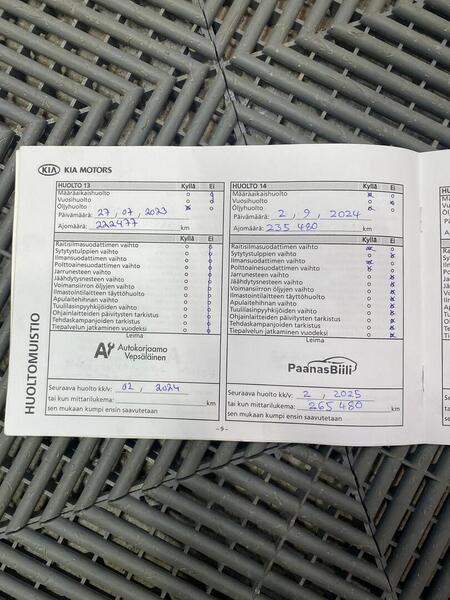 KIA KIA MOTORS
HUOLTO 13 Kyllä Ei
Määräaikaishuolto
Vuosihuolto
Öljyhuolto
Päivämäärä: 27, 07, 2023
Ajomäärä: 222477 km
Kyllä Ei
Raitisilmasuodattimen vaihto
Sytytystulppien vaihto
Ilmansuodattimen vaihto
Polttoainesuodattimen vaihto
Jarrunesteen vaihto
Jäähdytysnesteen vaihto
Voimansiirron öljyjen vaihto
Ilmastointilaitteen täyttöhuolto
Apulaitehihnan vaihto
Tuulilasinpyyhkijöiden vaihto
Ohjainlaitteiden päivitysten tarkistus
Tehdaskampanjoiden tarkistus
Tiepalvelun jatkaminen vuodeksi
Leima
Autokorjaamo
Vepsäläinen
Seuraava huolto kk/v: 02, 2024
tai kun mittarilukema: km
sen mukaan kumpi ensin saavutetaan
HUOLTO 14 Kyllä Ei
Määräaikaishuolto
Vuosihuolto
Öljyhuolto
Päivämäärä: 2, 9, 2024
Ajomäärä: 235 480 km
Kyllä Ei
Raitisilmasuodattimen vaihto
Sytytystulppien vaihto
Ilmansuodattimen vaihto
Polttoainesuodattimen vaihto
Jarrunesteen vaihto
Jäähdytysnesteen vaihto
Voimansiirron öljyjen vaihto
Ilmastointilaitteen täyttöhuolto
Apulaitehihnan vaihto
Tuulilasinpyyhkijöiden vaihto
Ohjainlaitteiden päivitysten tarkistus
Tehdaskampanjoiden tarkistus
Tiepalvelun jatkaminen vuodeksi
Leima
PaanasBiill
Seuraava huolto kk/v: 2, 2025
tai kun mittarilukema: 265 480 km
sen mukaan kumpi ensin saavutetaan
HUOLTOMUISTIO
- 9 -